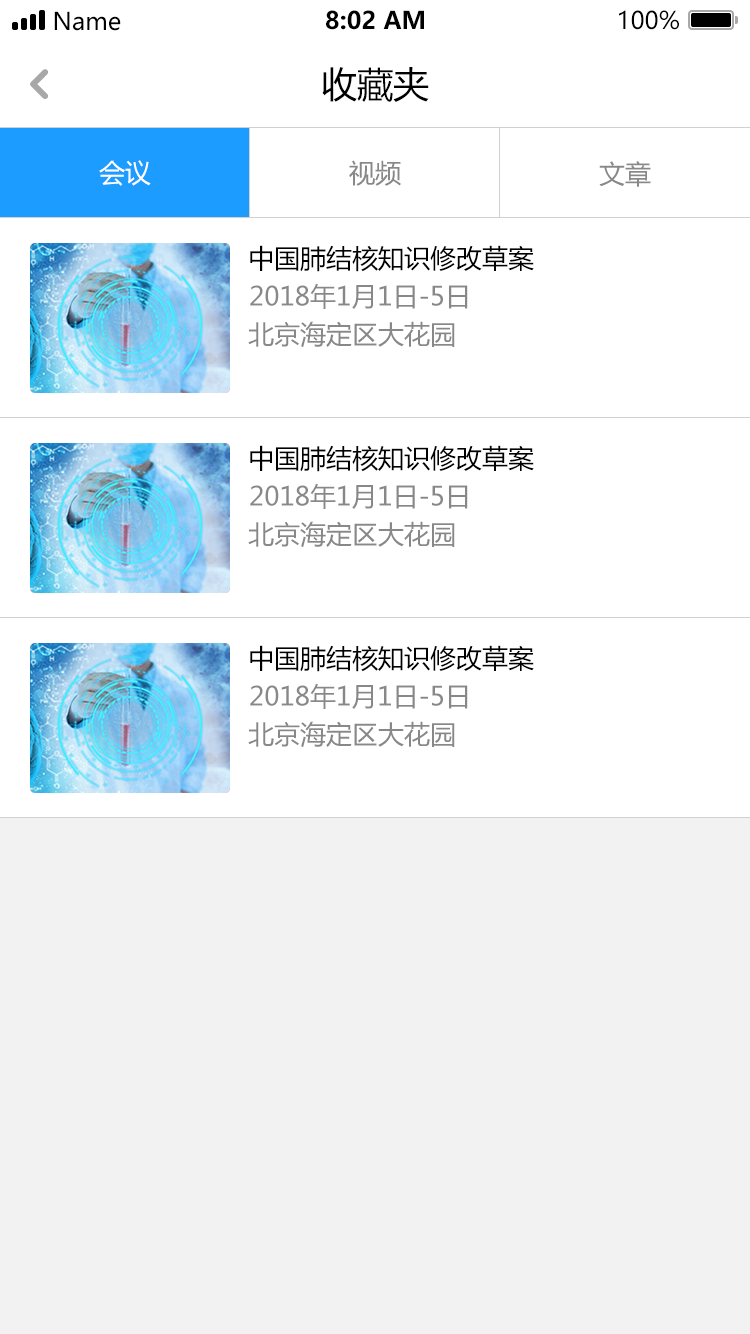 Name 8:02 AM 100%
收藏夹
会议 视频 文章
中国肺结核知识修改草案
2018年1月1日-5日
北京海定区大花园
中国肺结核知识修改草案
2018年1月1日-5日
北京海定区大花园
中国肺结核知识修改草案
2018年1月1日-5日
北京海定区大花园